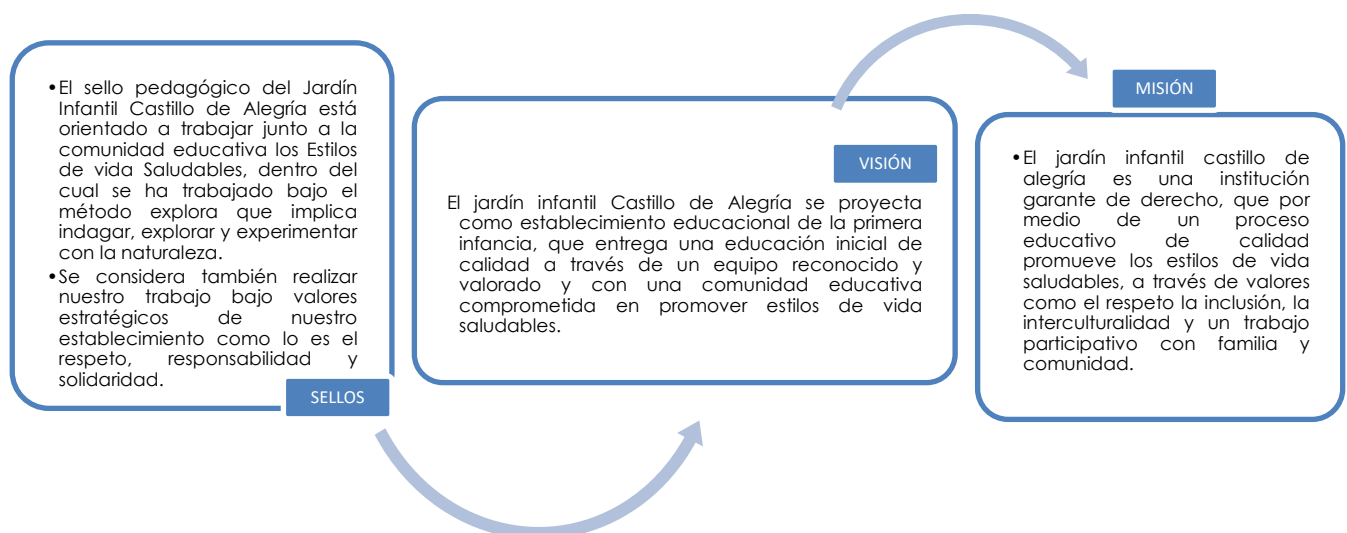 •El sello pedagógico del Jardín
Infantil Castillo de Alegría está
orientado a trabajar junto a la
comunidad educativa los Estilos
de vida Saludables, dentro del
cual se ha trabajado bajo el
método explora que implica
indagar, explorar y experimentar
con la naturaleza.
•Se considera también realizar
nuestro trabajo bajo valores
estratégicos de nuestro
establecimiento como lo es el
respeto, responsabilidad y
solidaridad.
SELLOS
VISIÓN
El jardín infantil Castillo de Alegría se proyecta
como establecimiento educacional de la primera
infancia, que entrega una educación inicial de
calidad a través de un equipo reconocido y
valorado y con una comunidad educativa
comprometida en promover estilos de vida
saludables.
MISIÓN
•El jardín infantil castillo de
alegría es una institución
garante de derecho, que por
medio de un proceso
educativo de calidad
promueve los estilos de vida
saludables, a través de valores
como el respeto la inclusión, la
interculturalidad y un trabajo
participativo con familia y
comunidad.